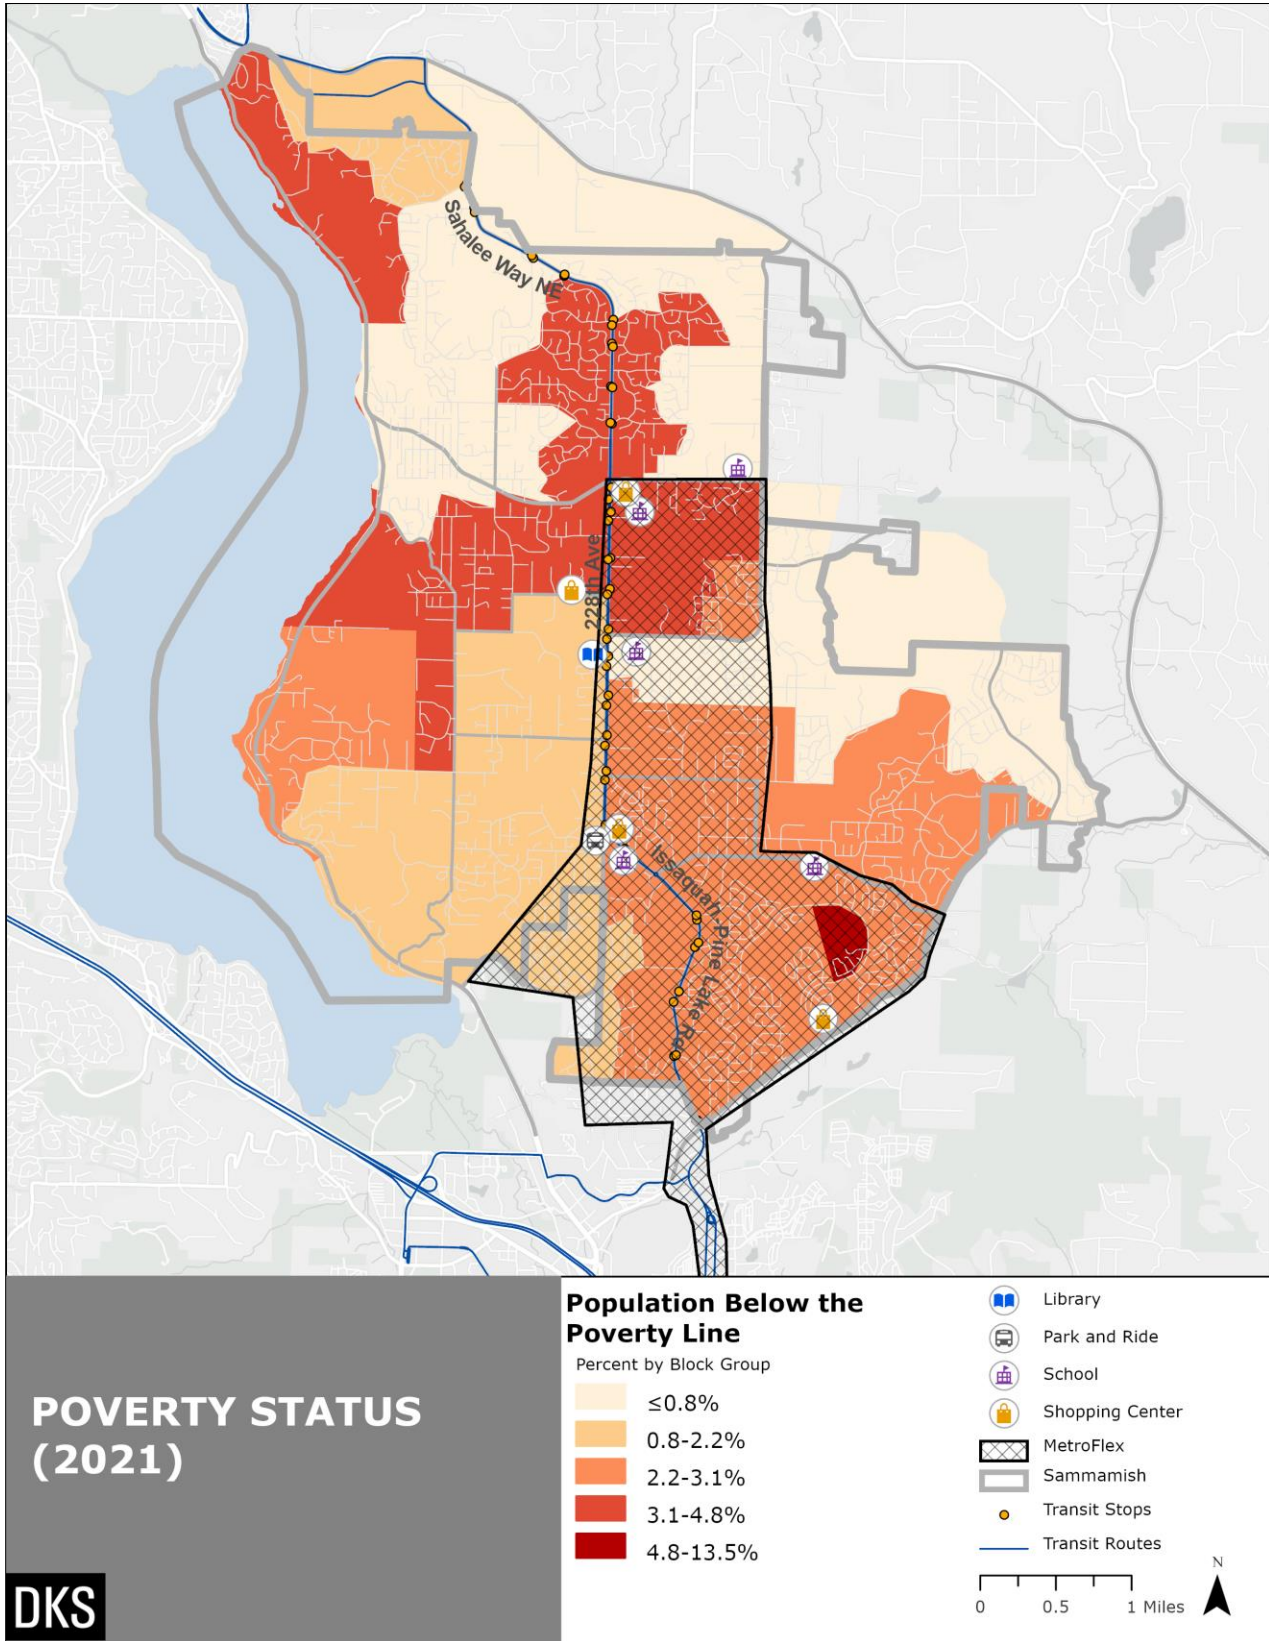 Sahalee Way NE
228th Ave
Issaquah-Pine Lake Rd
POVERTY STATUS
(2021)
DKS
Population Below the
Poverty Line
Percent by Block Group
≤0.8%
0.8-2.2%
2.2-3.1%
3.1-4.8%
4.8-13.5%
Library
Park and Ride
School
Shopping Center
MetroFlex
Sammamish
Transit Stops
Transit Routes
N
0 0.5 1 Miles